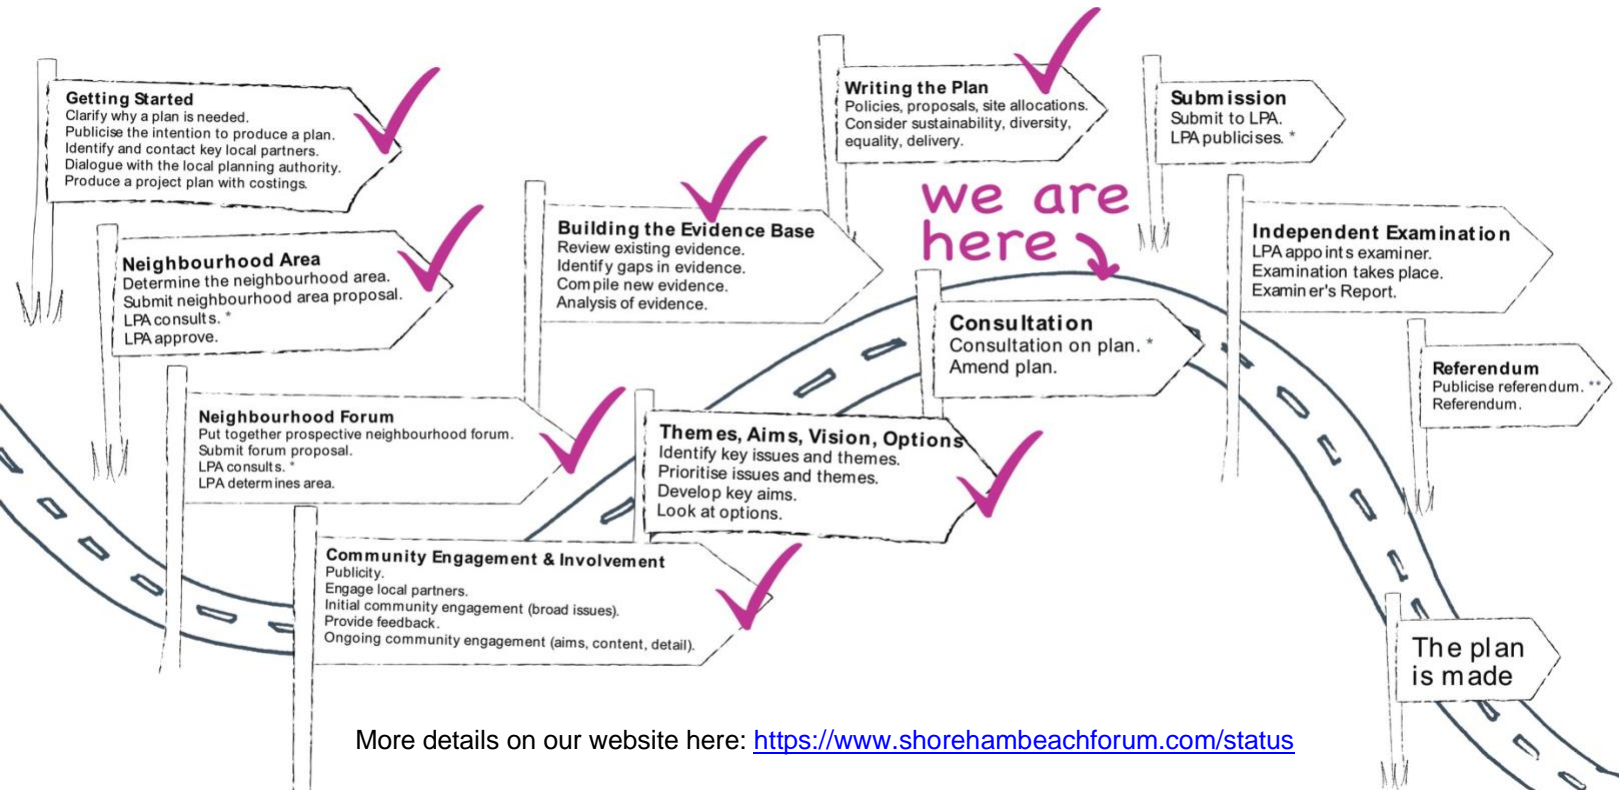 Getting Started
Clarify why a plan is needed.
Publicise the intention to produce a plan.
Identify and contact key local partners.
Dialogue with the local planning authority.
Produce a project plan with costings.
Neighbourhood Area
Determine the neighbourhood area.
Submit neighbourhood area proposal.
LPA consults. *
LPA approve.
Neighbourhood Forum
Put together prospective neighbourhood forum.
Submit forum proposal.
LPA consults. *
LPA determines area.
Community Engagement & Involvement
Publicity.
Engage local partners.
Initial community engagement (broad issues).
Provide feedback.
Ongoing community engagement (aims, content, detail).
Building the Evidence Base
Review existing evidence.
Identify gaps in evidence.
Compile new evidence.
Analysis of evidence.
Themes, Aims, Vision, Options
Identify key issues and themes.
Prioritise issues and themes.
Develop key aims.
Look at options.
Writing the Plan
Policies, proposals, site allocations.
Consider sustainability, diversity,
equality, delivery.
we are
here
Consultation
Consultation on plan. *
Amend plan.
Submission
Submit to LPA.
LPA publicises. *
Independent Examination
LPA appoints examiner.
Examination takes place.
Examiner's Report.
Referendum
Publicise referendum. **
Referendum.
The plan
is made
More details on our website here: https://www.shorehambeachforum.com/status